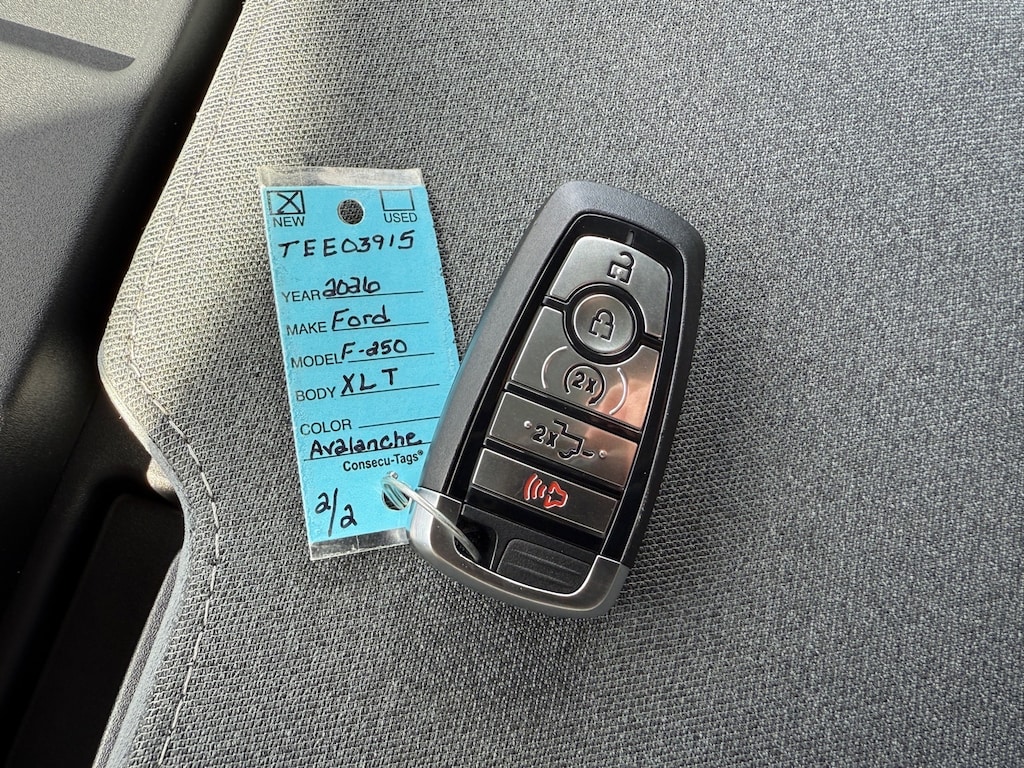 NEW USED
TEE03915
YEAR 2026
MAKE Ford
MODEL F-250
BODY XLT
COLOR
Avalanche
Consecu-Tags®
2/2
2x
2x